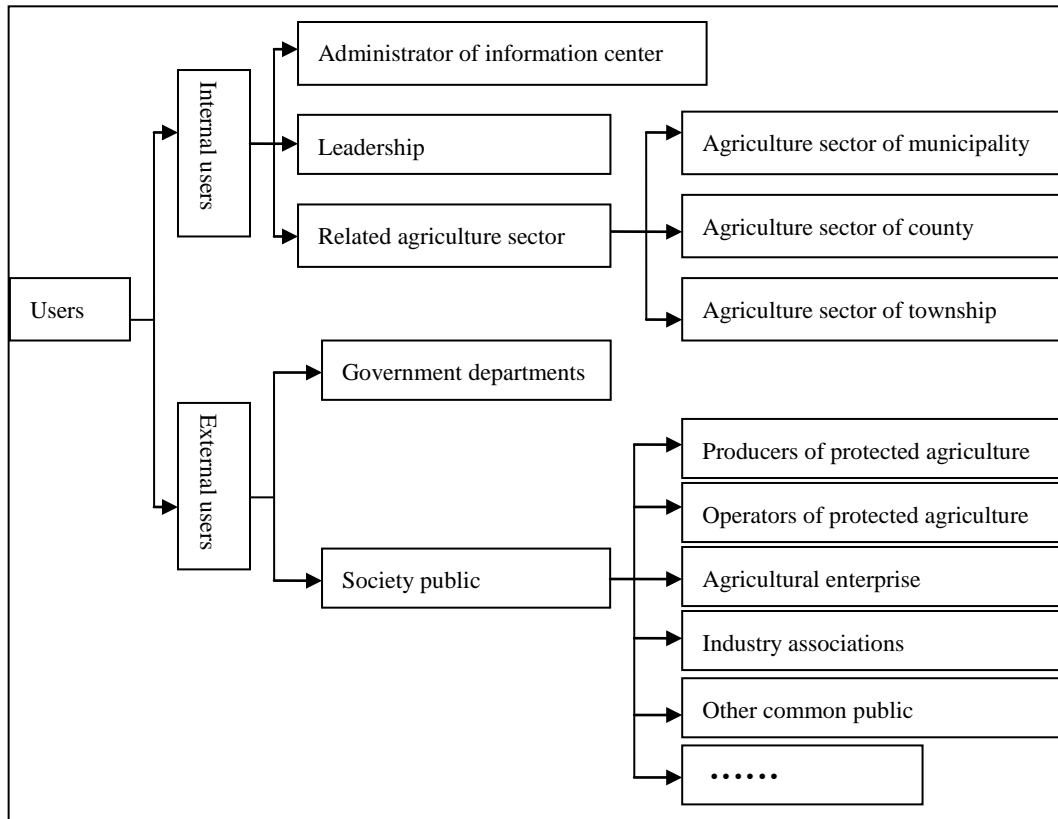 Administrator of information center
Internal users
Leadership
Agriculture sector of municipality
Related agriculture sector
Agriculture sector of county
Agriculture sector of township
Users
Government departments
External users
Society public
Producers of protected agriculture
Operators of protected agriculture
Agricultural enterprise
Industry associations
Other common public
……